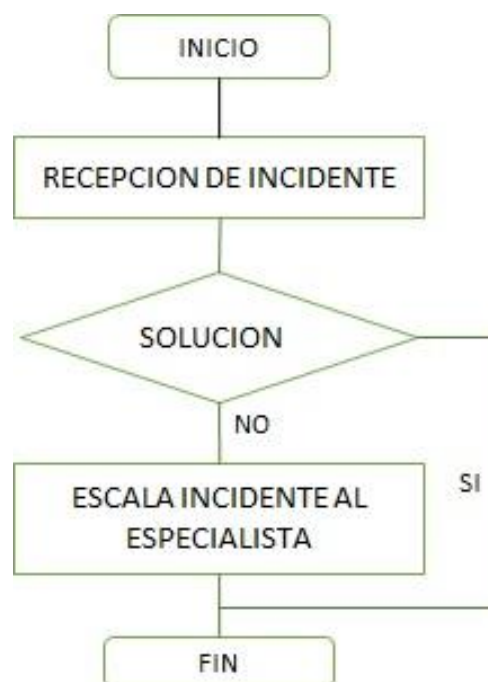 INICIO
RECEPCION DE INCIDENTE
SOLUCION
NO
SI
ESCALA INCIDENTE AL
ESPECIALISTA
FIN